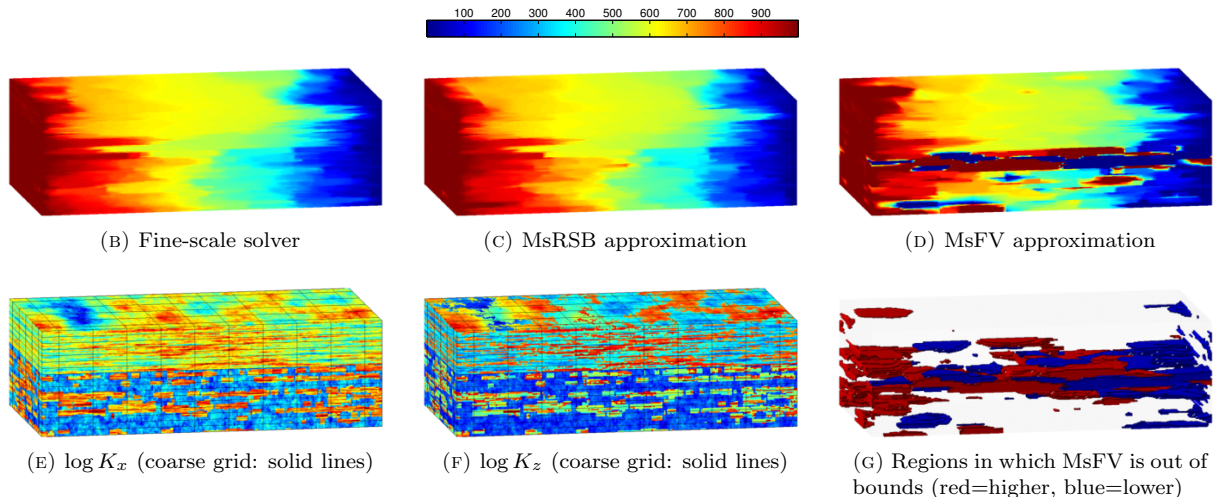 100 200 300 400 500 600 700 800 900
(B) Fine-scale solver
(C) MsRSB approximation
(D) MsFV approximation
(E) log Kx (coarse grid: solid lines)
(F) log Kz (coarse grid: solid lines)
(G) Regions in which MsFV is out of
bounds (red=higher, blue=lower)